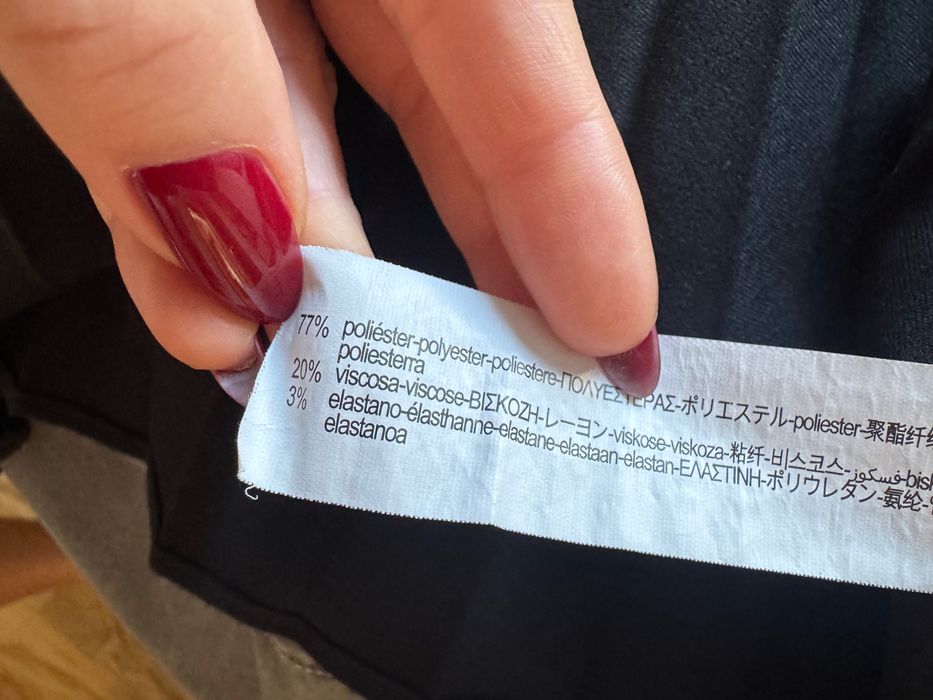 77% poliéster-polyester-poliestere-ΠΟΛΥΕΣΤΕΡΑΣ-ポリエステル-poliester-聚酯纤
poliesterra
20% viscosa-viscose-ΒΙΣΚΟΖΗ-レーヨン-viskose-viskoza-粘纤-비스코스-فسكوز-bisk
3% elastano-élasthanne-elastane-elastaan-elastan-ΕΛΑΣΤΙΝΗ-ポリウレタン-氨纶-
elastanoa